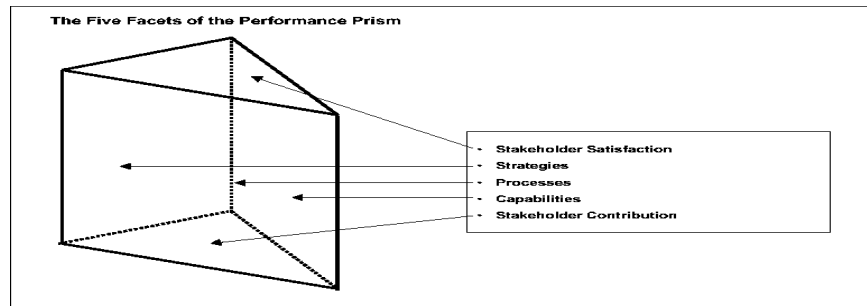 The Five Facets of the Performance Prism
• Stakeholder Satisfaction
• Strategies
• Processes
• Capabilities
• Stakeholder Contribution